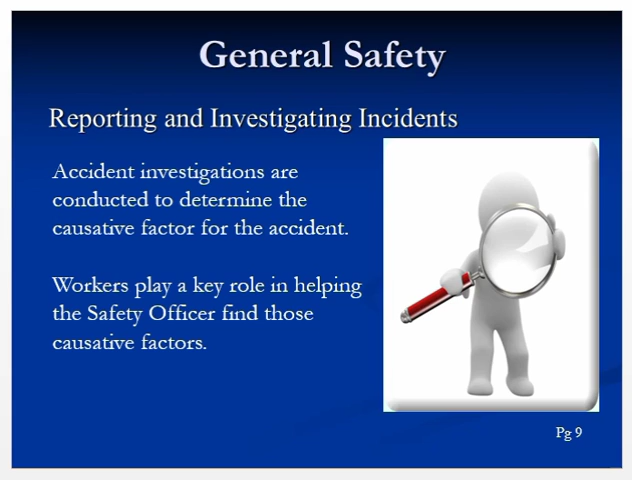 General Safety
Reporting and Investigating Incidents
Accident investigations are
conducted to determine the
causative factor for the accident.
Workers play a key role in helping
the Safety Officer find those
causative factors.
Pg 9